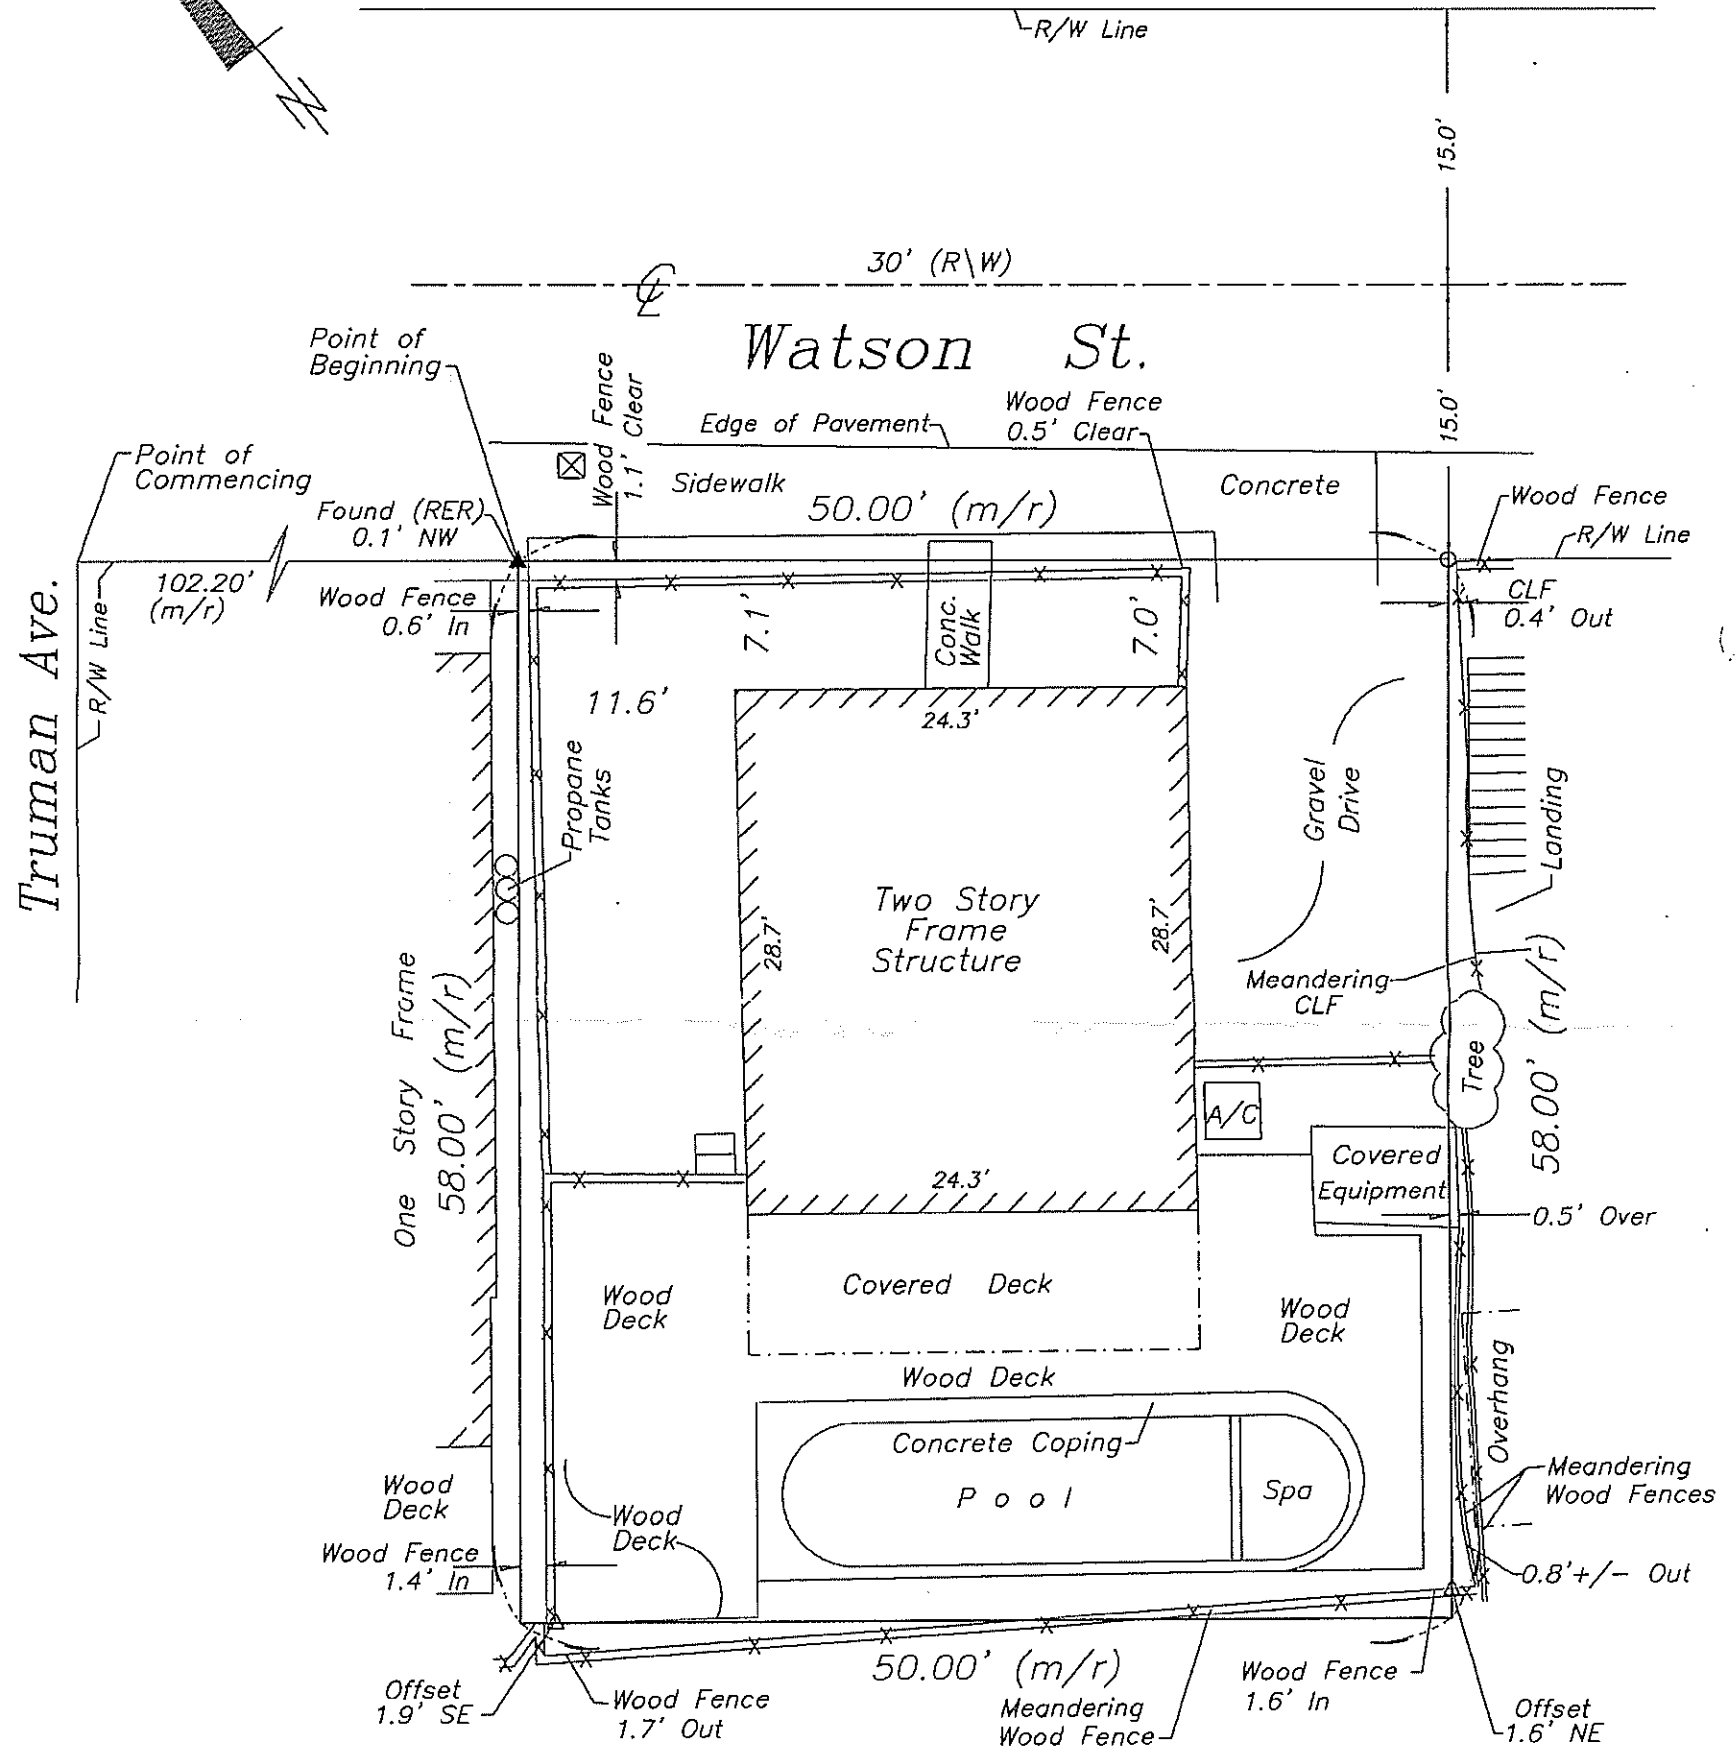 R/W Line
15.0'
30' (R\W)
Watson St.
15.0'
Point of
Beginning
Wood Fence
1.1' Clear
Wood Fence
0.5' Clear
Edge of Pavement
Point of
Commencing
Sidewalk
Concrete
50.00' (m/r)
Wood Fence
R/W Line
Found (RER)
0.1' NW
102.20'
(m/r)
Truman Ave.
R/W Line
Wood Fence
0.6' In
CLF
0.4' Out
7.1'
Conc.
Walk
7.0'
11.6'
24.3'
Propane
Tanks
Gravel
Drive
Landing
Two Story
Frame
Structure
28.7'
28.7'
Meandering
CLF
One Story Frame
58.00' (m/r)
58.00' (m/r)
Tree
A/C
Covered
Equipment
24.3'
0.5' Over
Covered Deck
Wood
Deck
Wood
Deck
Wood Deck
Overhang
Concrete Coping
Pool
Spa
Meandering
Wood Fences
Wood
Deck
Wood
Deck
Wood Fence
1.4' In
0.8'+/- Out
50.00' (m/r)
Offset
1.9' SE
Wood Fence
1.7' Out
Meandering
Wood Fence
Wood Fence
1.6' In
Offset
1.6' NE